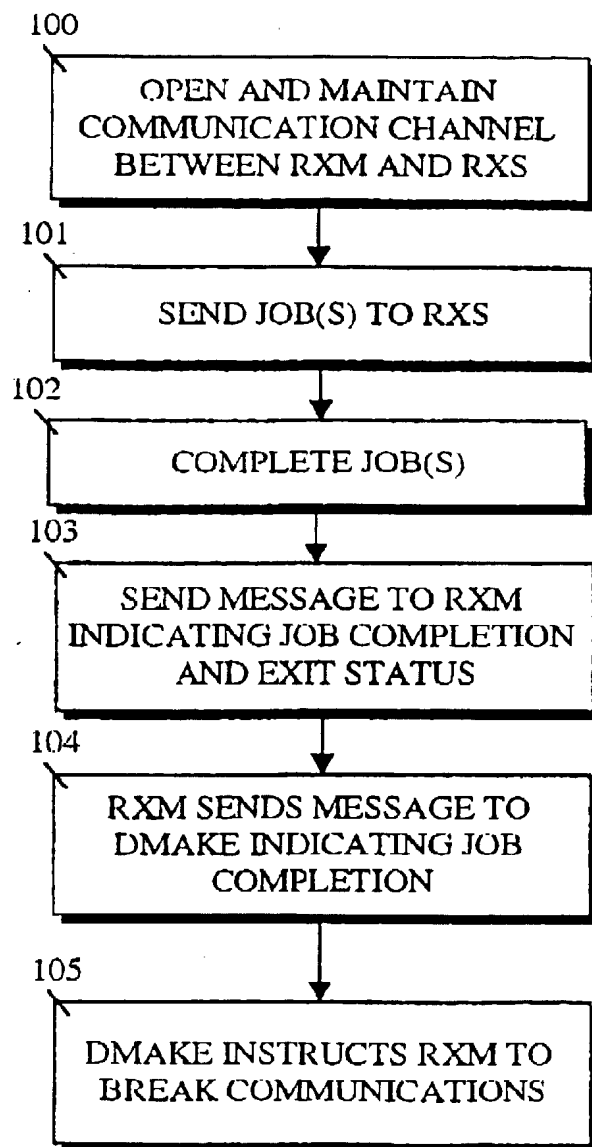 100
OPEN AND MAINTAIN
COMMUNICATION CHANNEL
BETWEEN RXM AND RXS
101
SEND JOB(S) TO RXS
102
COMPLETE JOB(S)
103
SEND MESSAGE TO RXM
INDICATING JOB COMPLETION
AND EXIT STATUS
104
RXM SENDS MESSAGE TO
DMAKE INDICATING JOB
COMPLETION
105
DMAKE INSTRUCTS RXM TO
BREAK COMMUNICATIONS